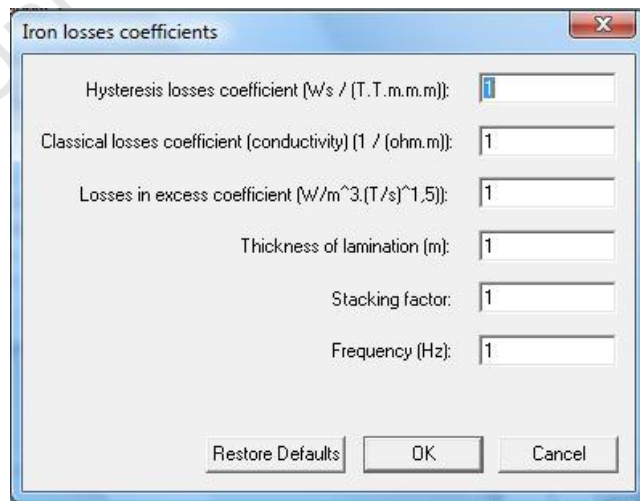 Iron losses coefficients
Hysteresis losses coefficient (Ws / (T.T.m.m.m)): 1
Classical losses coefficient (conductivity) (1 / (ohm.m)): 1
Losses in excess coefficient (W/m^3.(T/s)^1,5)): 1
Thickness of lamination (m): 1
Stacking factor: 1
Frequency (Hz): 1
Restore Defaults OK Cancel